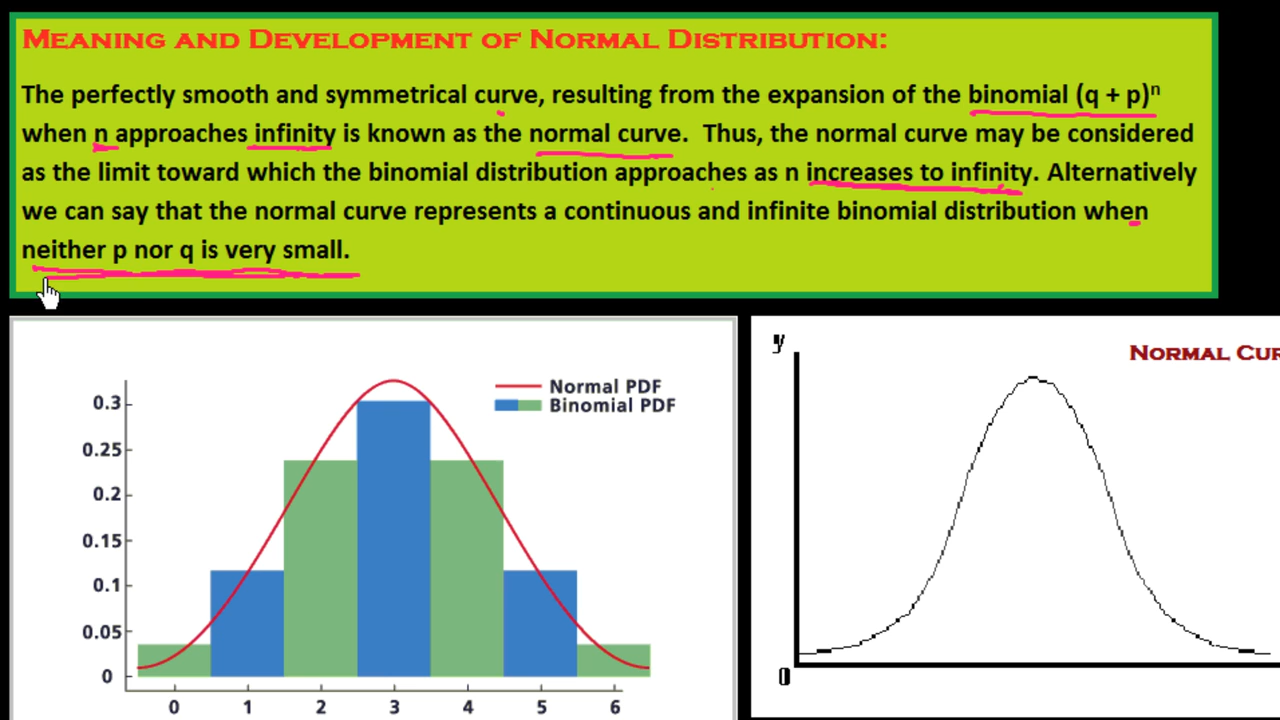 MEANING AND DEVELOPMENT OF NORMAL DISTRIBUTION:
The perfectly smooth and symmetrical curve, resulting from the expansion of the binomial (q + p)ⁿ
when n approaches infinity is known as the normal curve. Thus, the normal curve may be considered
as the limit toward which the binomial distribution approaches as n increases to infinity. Alternatively
we can say that the normal curve represents a continuous and infinite binomial distribution when
neither p nor q is very small.
Normal PDF
Binomial PDF
0.3
0.25
0.2
0.15
0.1
0.05
0
0 1 2 3 4 5 6
y
NORMAL
0